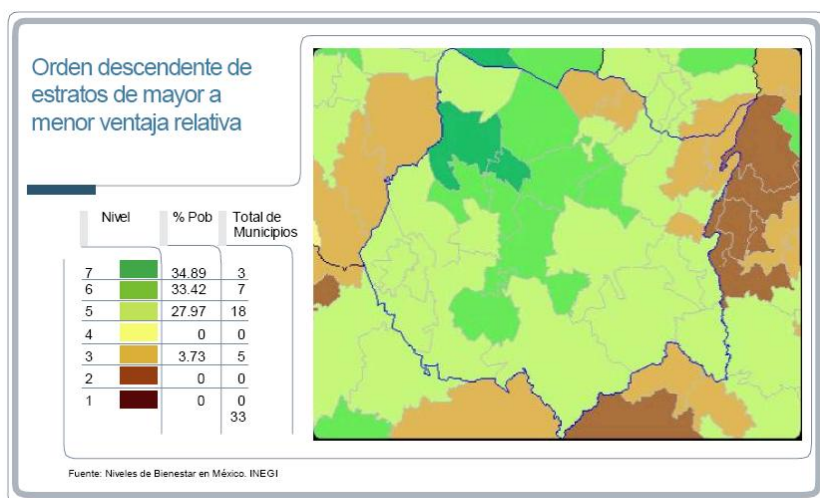 Orden descendente de
estratos de mayor a
menor ventaja relativa
Nivel % Pob Total de
Municipios
7 34.89 3
6 33.42 7
5 27.97 18
4 0 0
3 3.73 5
2 0 0
1 0 0
33
Fuente: Niveles de Bienestar en México. INEGI